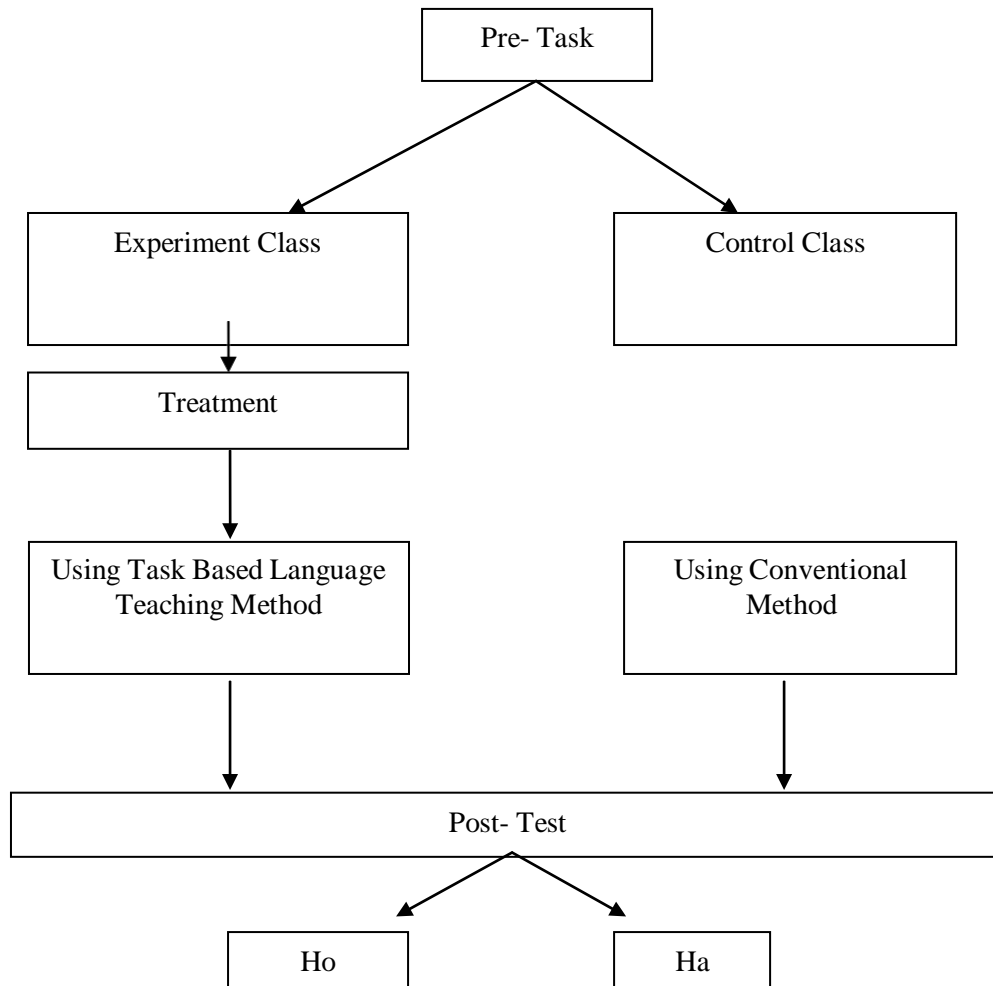 Pre- Task
Experiment Class
Control Class
Treatment
Using Task Based Language
Teaching Method
Using Conventional
Method
Post- Test
Ho
Ha